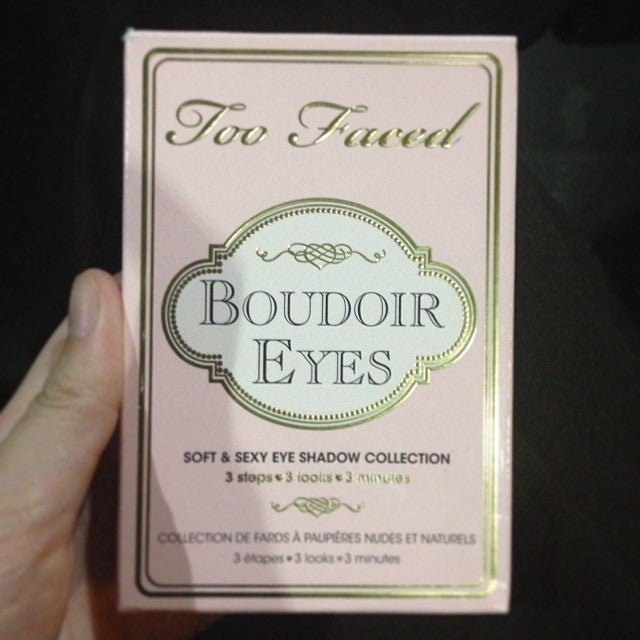 Too Faced
BOUDOIR
EYES
SOFT & SEXY EYE SHADOW COLLECTION
3 steps ♥ 3 looks ♥ 3 minutes
COLLECTION DE FARDS À PAUPIÈRES NUDES ET NATURELS
3 étapes ♥ 3 looks ♥ 3 minutes